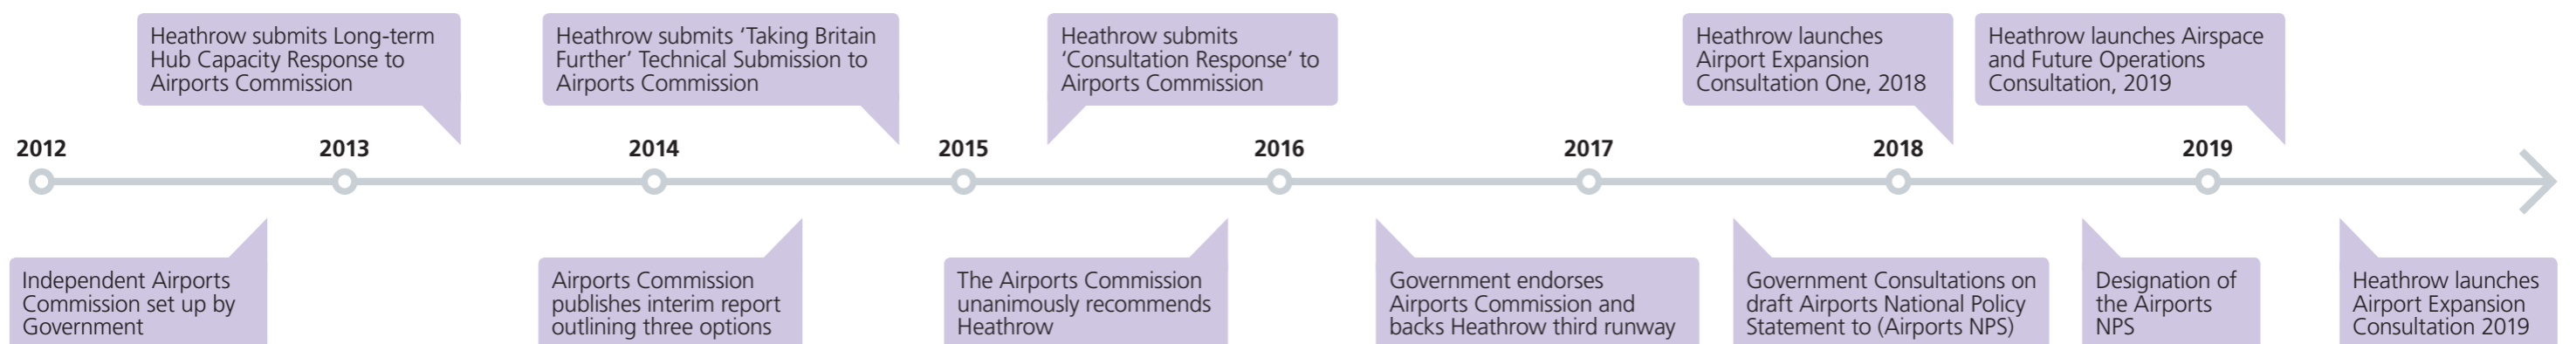 Heathrow submits Long-term
Hub Capacity Response to
Airports Commission
Heathrow submits ‘Taking Britain
Further’ Technical Submission to
Airports Commission
Heathrow submits
‘Consultation Response’ to
Airports Commission
Heathrow launches
Airport Expansion
Consultation One, 2018
Heathrow launches Airspace
and Future Operations
Consultation, 2019
2012
2013
2014
2015
2016
2017
2018
2019
Independent Airports
Commission set up by
Government
Airports Commission
publishes interim report
outlining three options
The Airports Commission
unanimously recommends
Heathrow
Government endorses
Airports Commission and
backs Heathrow third runway
Government Consultations on
draft Airports National Policy
Statement to (Airports NPS)
Designation of
the Airports
NPS
Heathrow launches
Airport Expansion
Consultation 2019